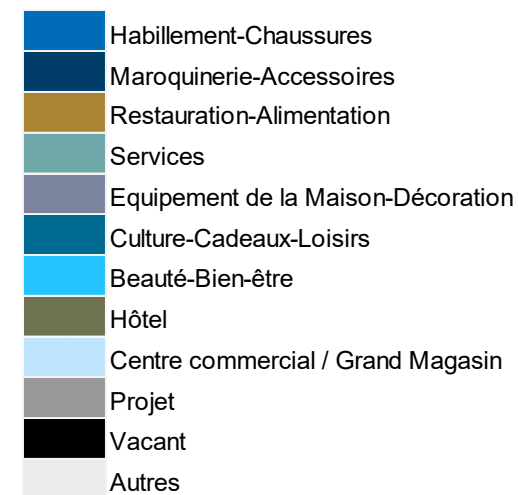 Habillement-Chaussures
Maroquinerie-Accessoires
Restauration-Alimentation
Services
Equipement de la Maison-Décoration
Culture-Cadeaux-Loisirs
Beauté-Bien-être
Hôtel
Centre commercial / Grand Magasin
Projet
Vacant
Autres